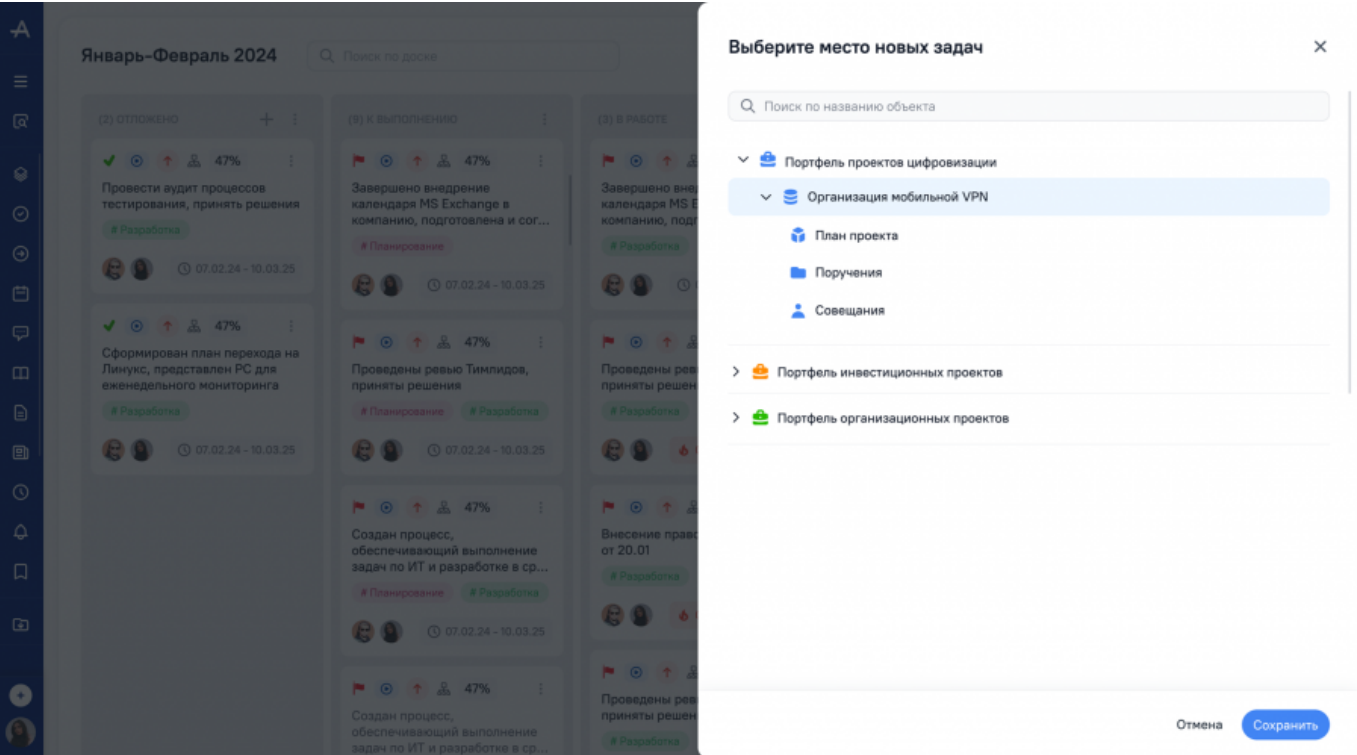 Январь-Февраль 2024
Поиск по доске
(2) ОТЛОЖЕНО
47%
Провести аудит процессов
тестирования, принять решения
# Разработка
07.02.24 - 10.03.25
47%
Сформирован план перехода на
Линукс, представлен РС для
еженедельного мониторинга
# Разработка
07.02.24 - 10.03.25
(9) К ВЫПОЛНЕНИЮ
47%
Завершено внедрение
календаря MS Exchange в
компанию, подготовлена и сог...
# Планирование
07.02.24 - 10.03.25
47%
Проведены ревью Тимлидов,
приняты решения
# Планирование # Разработка
07.02.24 - 10.03.25
47%
Создан процесс,
обеспечивающий выполнение
задач по ИТ и разработке в ср...
# Планирование # Разработка
07.02.24 - 10.03.25
47%
Создан процесс,
обеспечивающий выполнение
задач по ИТ и разработке в ср...
(3) В РАБОТЕ
Завершено вне
календаря MS E
компанию, подг
# Разработка
Проведены рев
приняты решен
# Разработка
Внесение право
от 20.01
# Разработка
Проведены рев
приняты решен
# Разработка
Выберите место новых задач
Поиск по названию объекта
Портфель проектов цифровизации
Организация мобильной VPN
План проекта
Поручения
Совещания
Портфель инвестиционных проектов
Портфель организационных проектов
Отмена
Сохранить